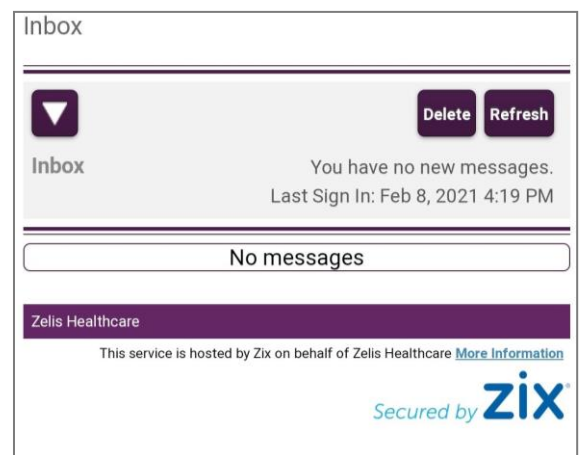 Inbox
Delete Refresh
Inbox
You have no new messages.
Last Sign In: Feb 8, 2021 4:19 PM
No messages
Zelis Healthcare
This service is hosted by Zix on behalf of Zelis Healthcare More Information
Secured by zix